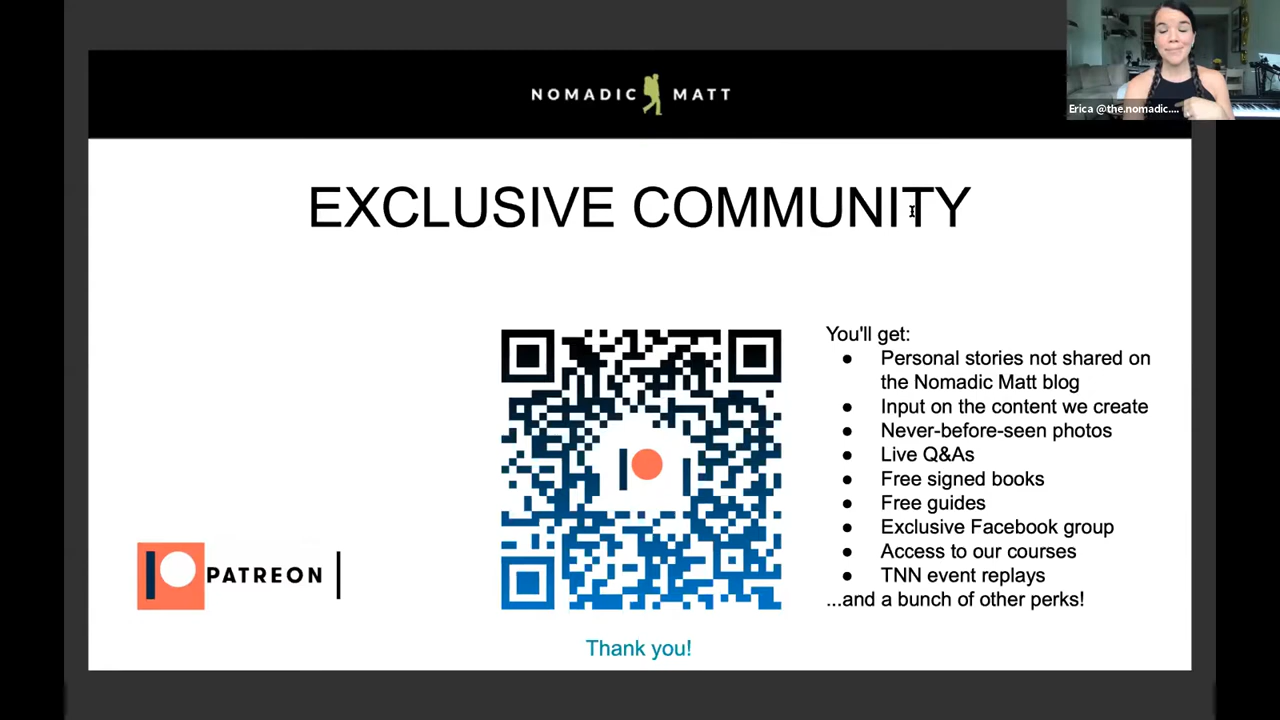 NOMADIC MATT
Erica @the.nomadic....
EXCLUSIVE COMMUNITY
You'll get:
● Personal stories not shared on
the Nomadic Matt blog
● Input on the content we create
● Never-before-seen photos
● Live Q&As
● Free signed books
● Free guides
● Exclusive Facebook group
● Access to our courses
● TNN event replays
...and a bunch of other perks!
PATREON
Thank you!